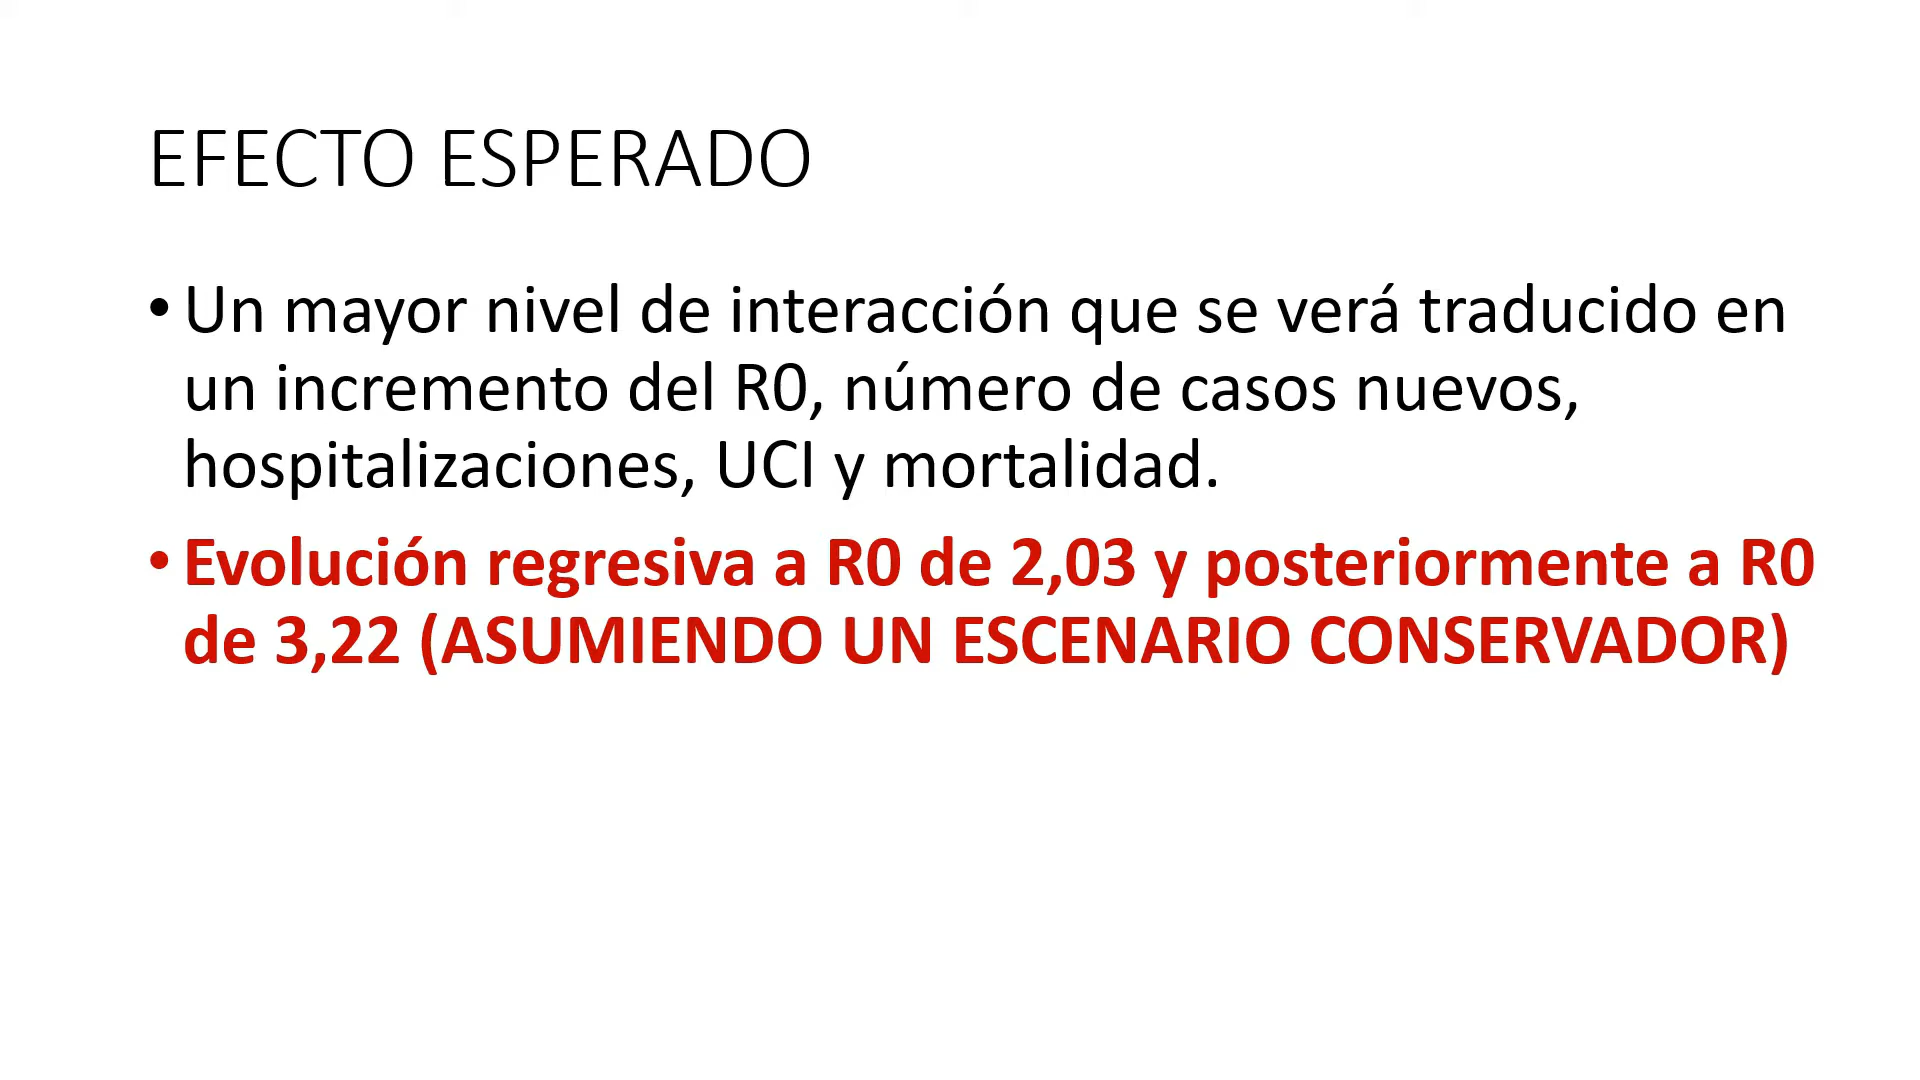 EFECTO ESPERADO
• Un mayor nivel de interacción que se verá traducido en
un incremento del R0, número de casos nuevos,
hospitalizaciones, UCI y mortalidad.
• Evolución regresiva a R0 de 2,03 y posteriormente a R0
de 3,22 (ASUMIENDO UN ESCENARIO CONSERVADOR)